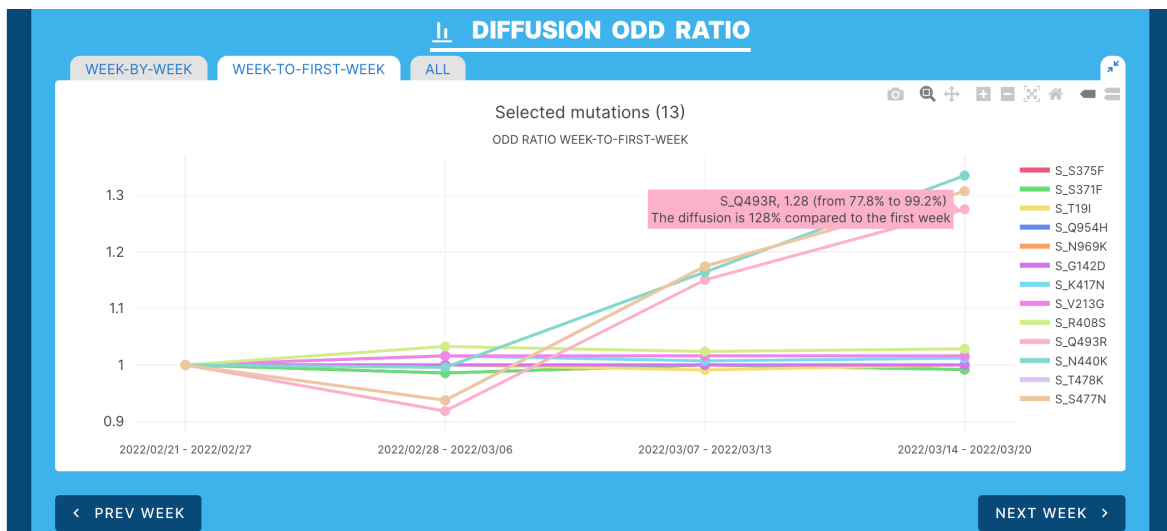 DIFFUSION ODD RATIO
WEEK-BY-WEEK
WEEK-TO-FIRST-WEEK
ALL
Selected mutations (13)
ODD RATIO WEEK-TO-FIRST-WEEK
1.3
1.2
1.1
1
0.9
S_Q493R, 1.28 (from 77.8% to 99.2%)
The diffusion is 128% compared to the first week
S_S375F
S_S371F
S_T19I
S_Q954H
S_N969K
S_G142D
S_K417N
S_V213G
S_R408S
S_Q493R
S_N440K
S_T478K
S_S477N
2022/02/21 - 2022/02/27
2022/02/28 - 2022/03/06
2022/03/07 - 2022/03/13
2022/03/14 - 2022/03/20
PREV WEEK
NEXT WEEK